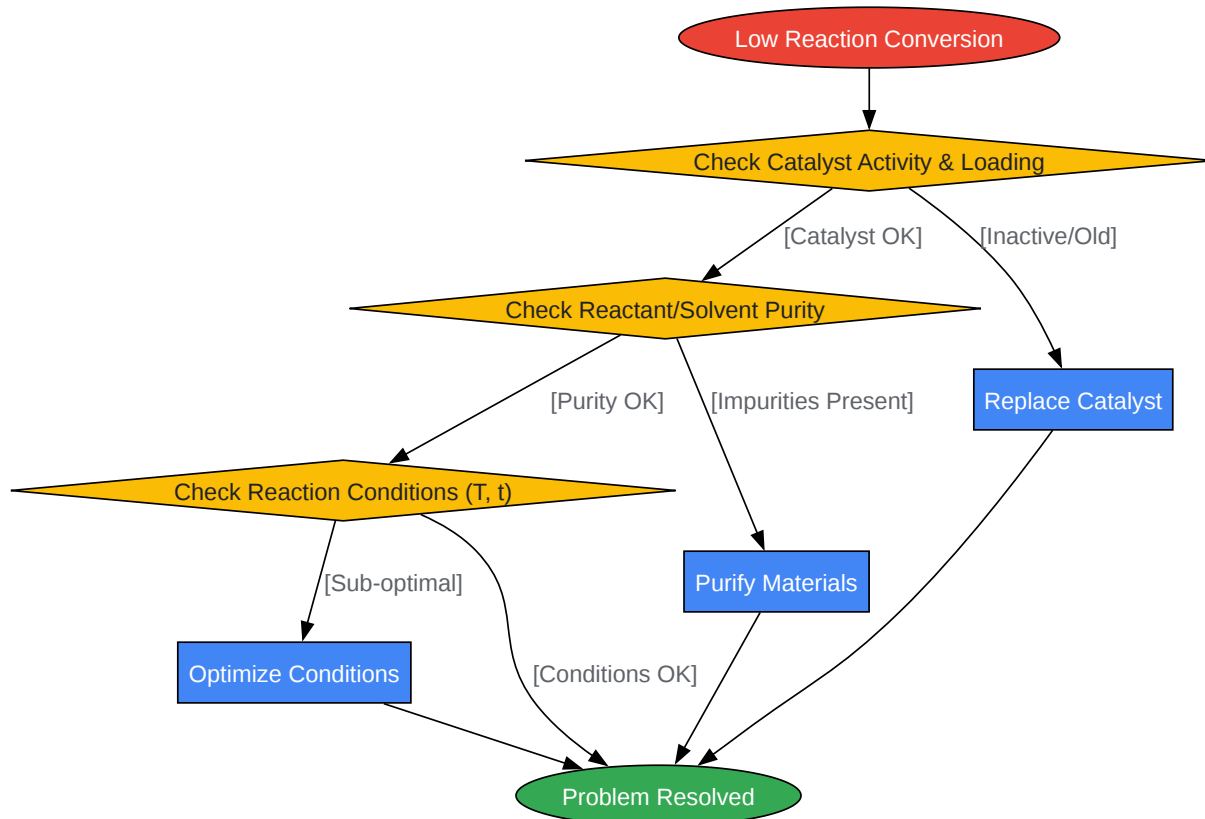 Low Reaction Conversion
Check Catalyst Activity & Loading
[Catalyst OK]
[Inactive/Old]
Check Reactant/Solvent Purity
[Purity OK]
[Impurities Present]
Replace Catalyst
Check Reaction Conditions (T, t)
[Sub-optimal]
Purify Materials
Optimize Conditions
[Conditions OK]
Problem Resolved